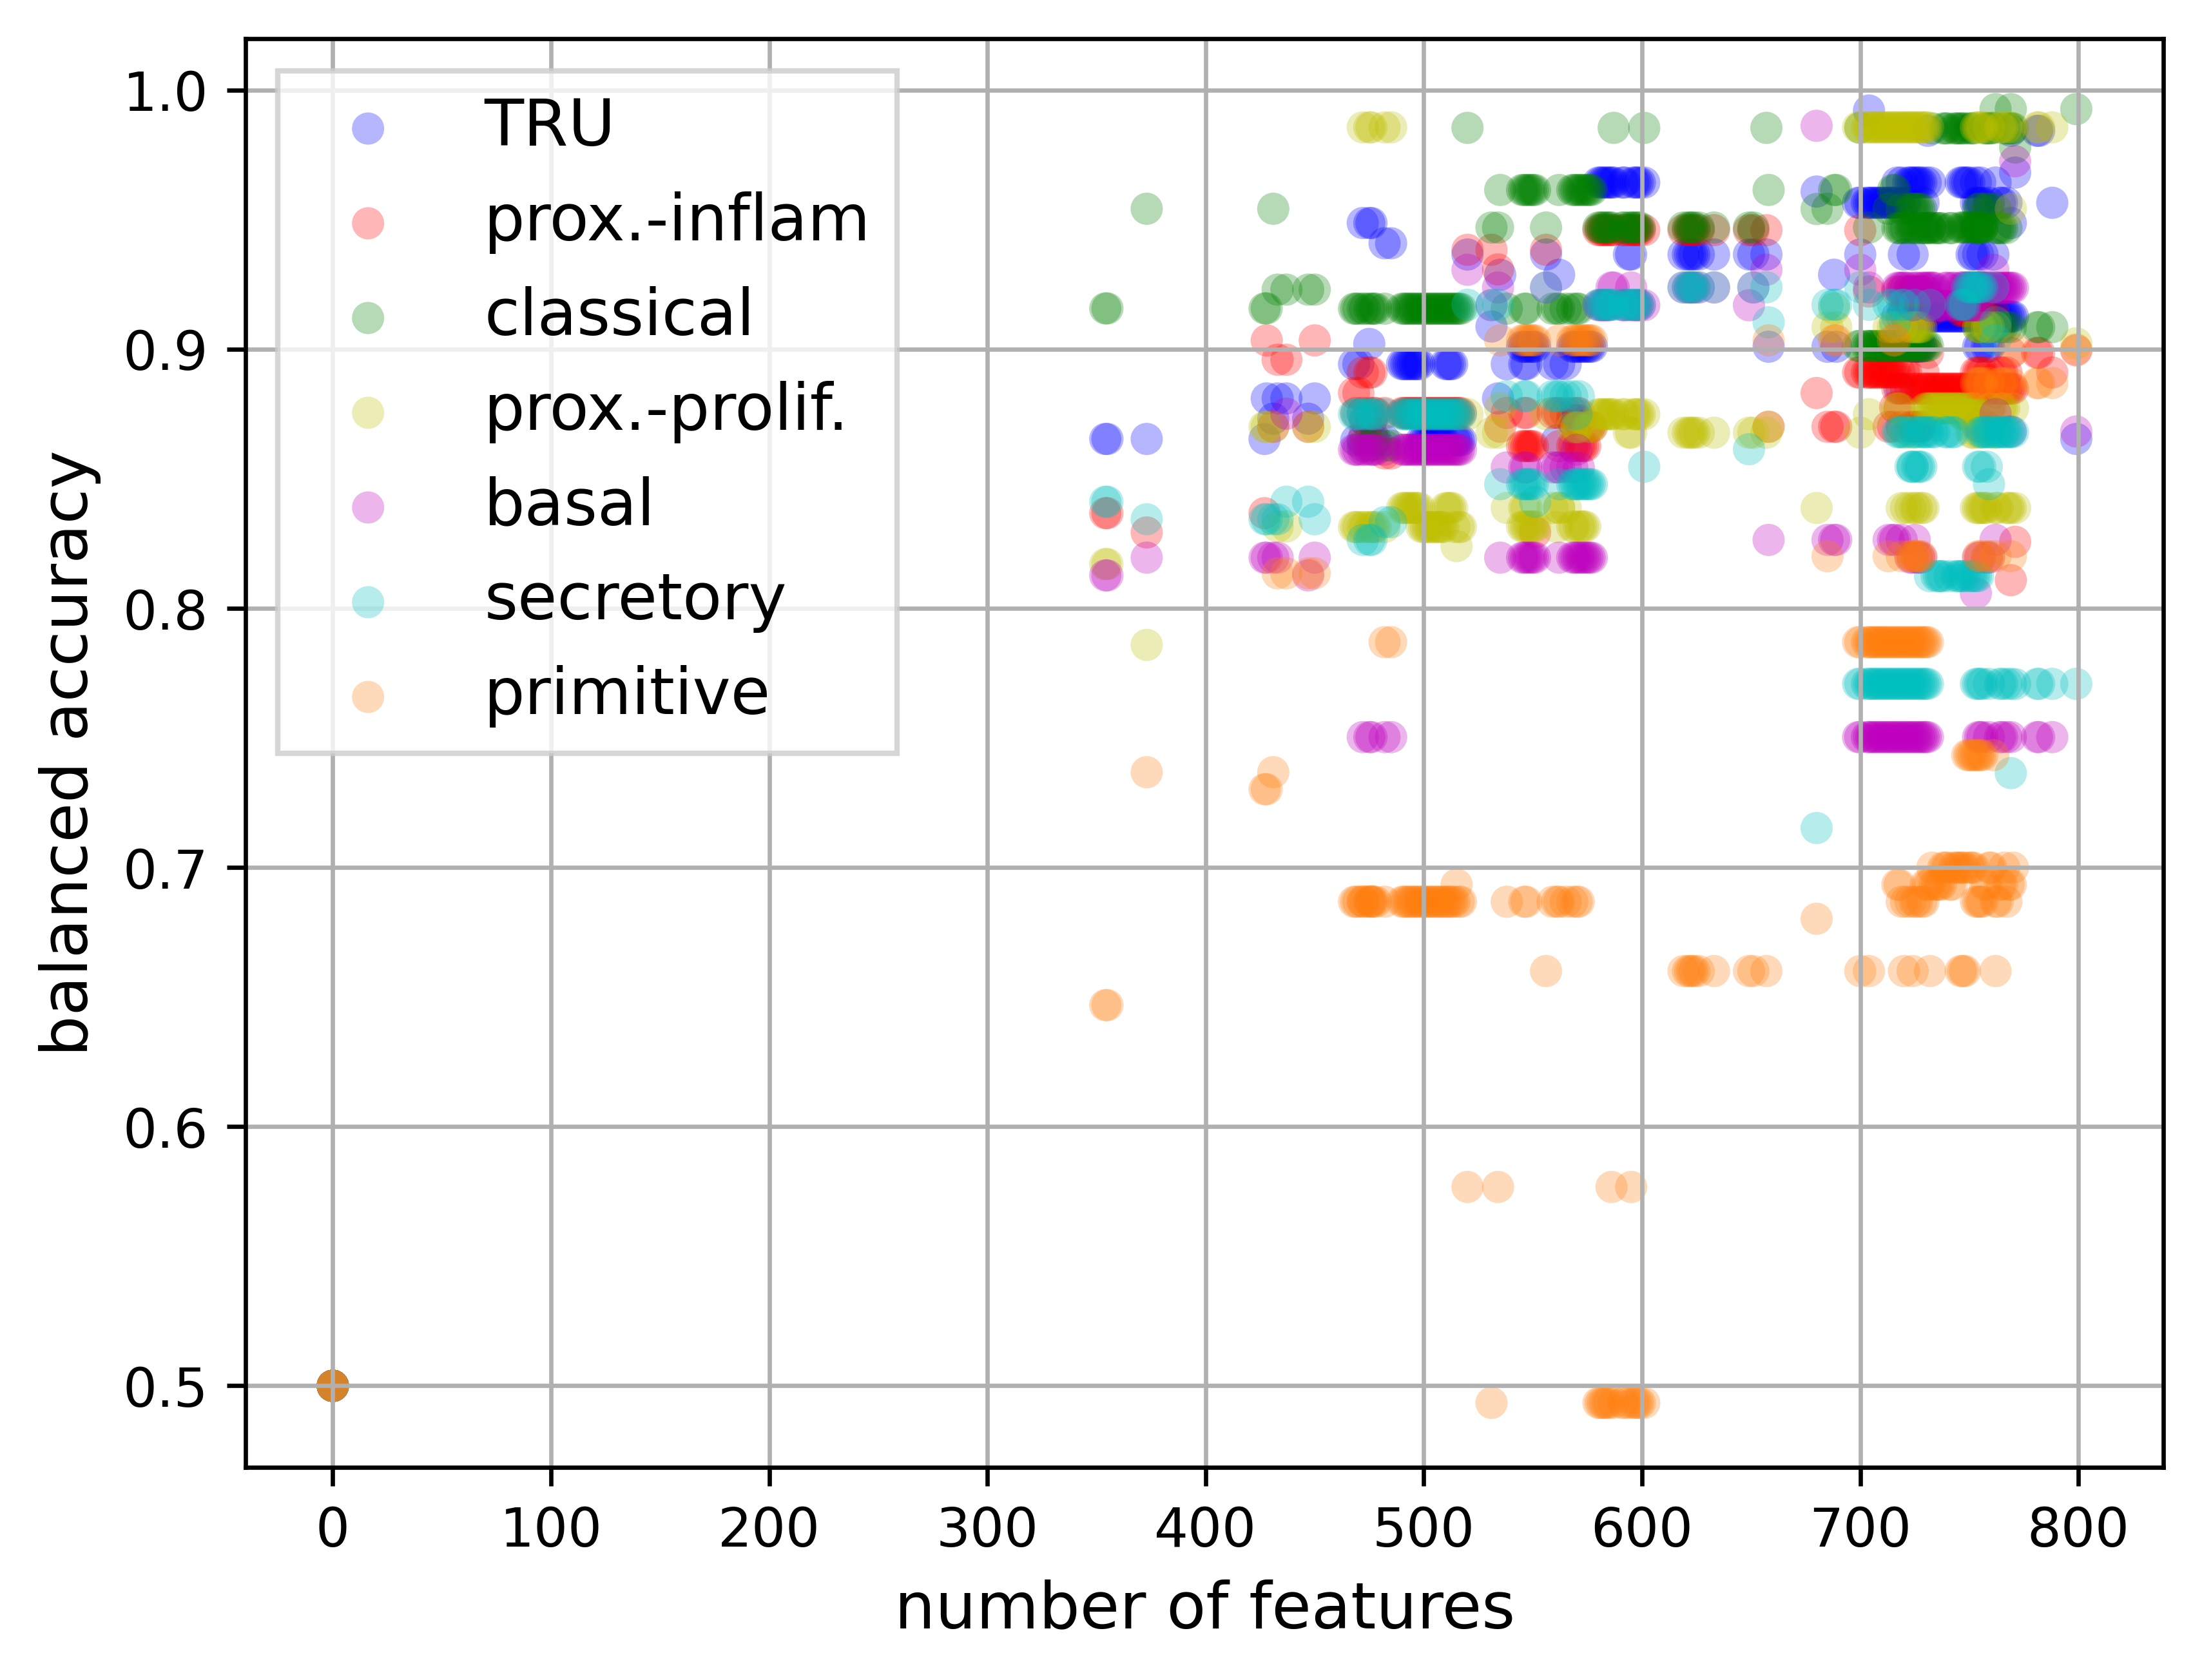 1.0
0.9
0.8
0.7
0.6
0.5
balanced accuracy
TRU
prox.-inflam
classical
prox.-prolif.
basal
secretory
primitive
0 100 200 300 400 500 600 700 800
number of features